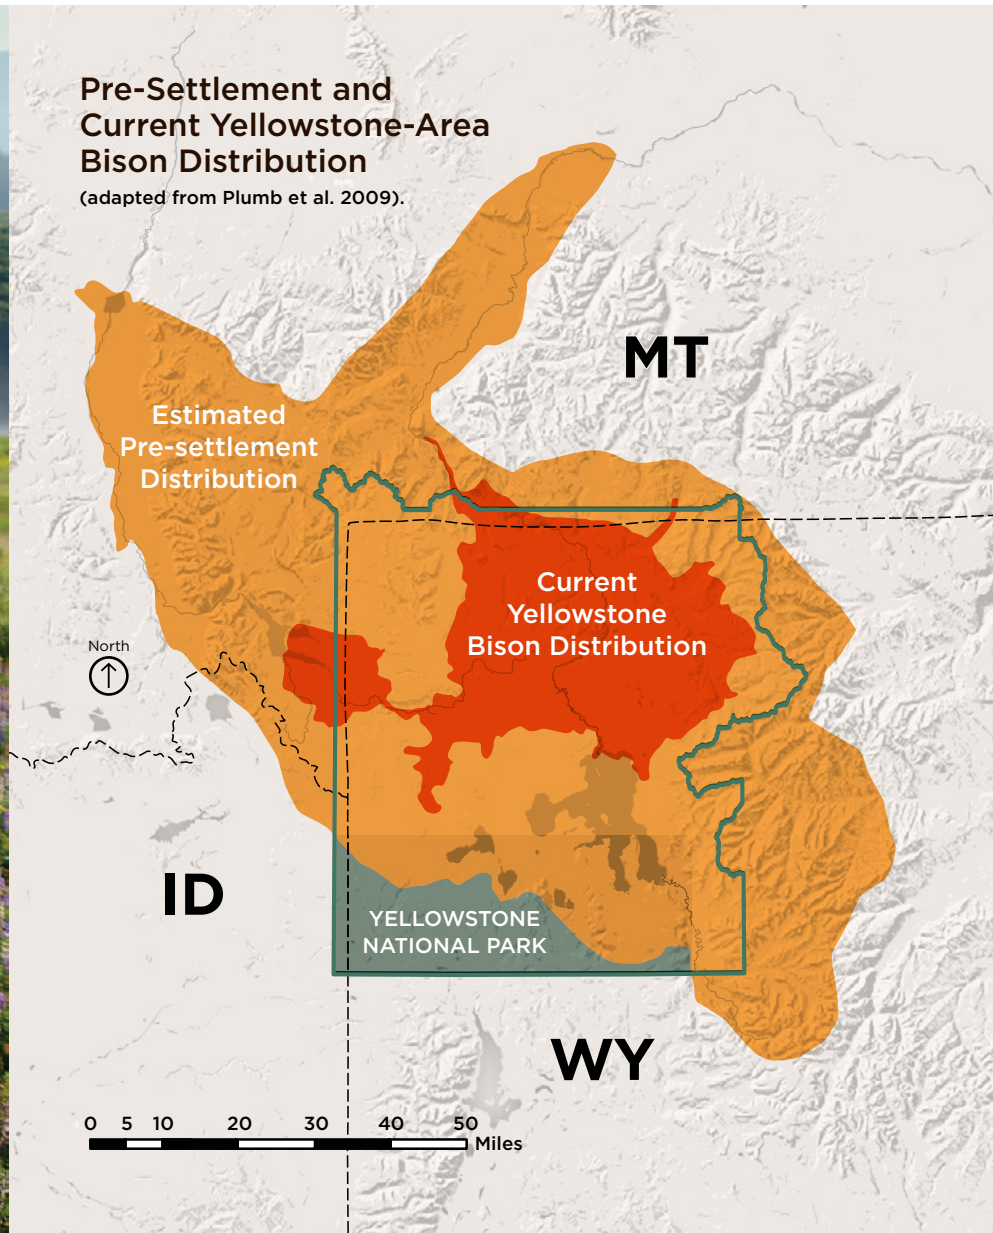 Pre-Settlement and
Current Yellowstone-Area
Bison Distribution
(adapted from Plumb et al. 2009).
MT
Estimated
Pre-settlement
Distribution
Current
Yellowstone
Bison Distribution
North
ID
YELLOWSTONE
NATIONAL PARK
WY
0 5 10 20 30 40 50
Miles